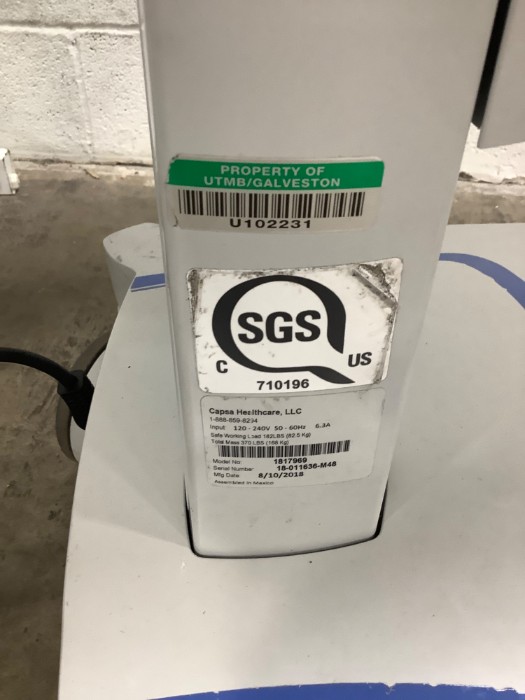 PROPERTY OF
UTMB/GALVESTON
U102231
SGS
C US
710196
Capsa Healthcare, LLC
1-888-659-8234
Input 120 - 240V 50 - 60Hz 6.3A
Safe Working Load 182LBS (82.5 Kg)
Total Mass 370 LBS (168 Kg)
Model No: 1817969
Serial Number: 18-011636-M48
Mfg Date 8/10/2018
Assembled in Mexico